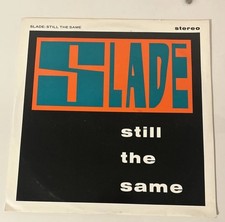 SLADE: STILL THE SAME
stereo
SLADE
still
the
same